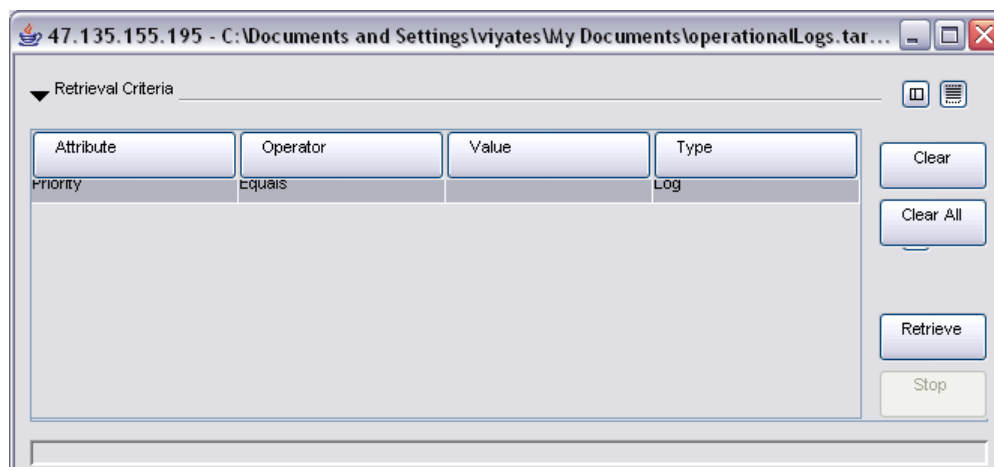 47.135.155.195 - C:\Documents and Settings\viyates\My Documents\operationalLogs.tar...
Retrieval Criteria
Attribute Operator Value Type
Priority Equals Log
Clear
Clear All
Retrieve
Stop